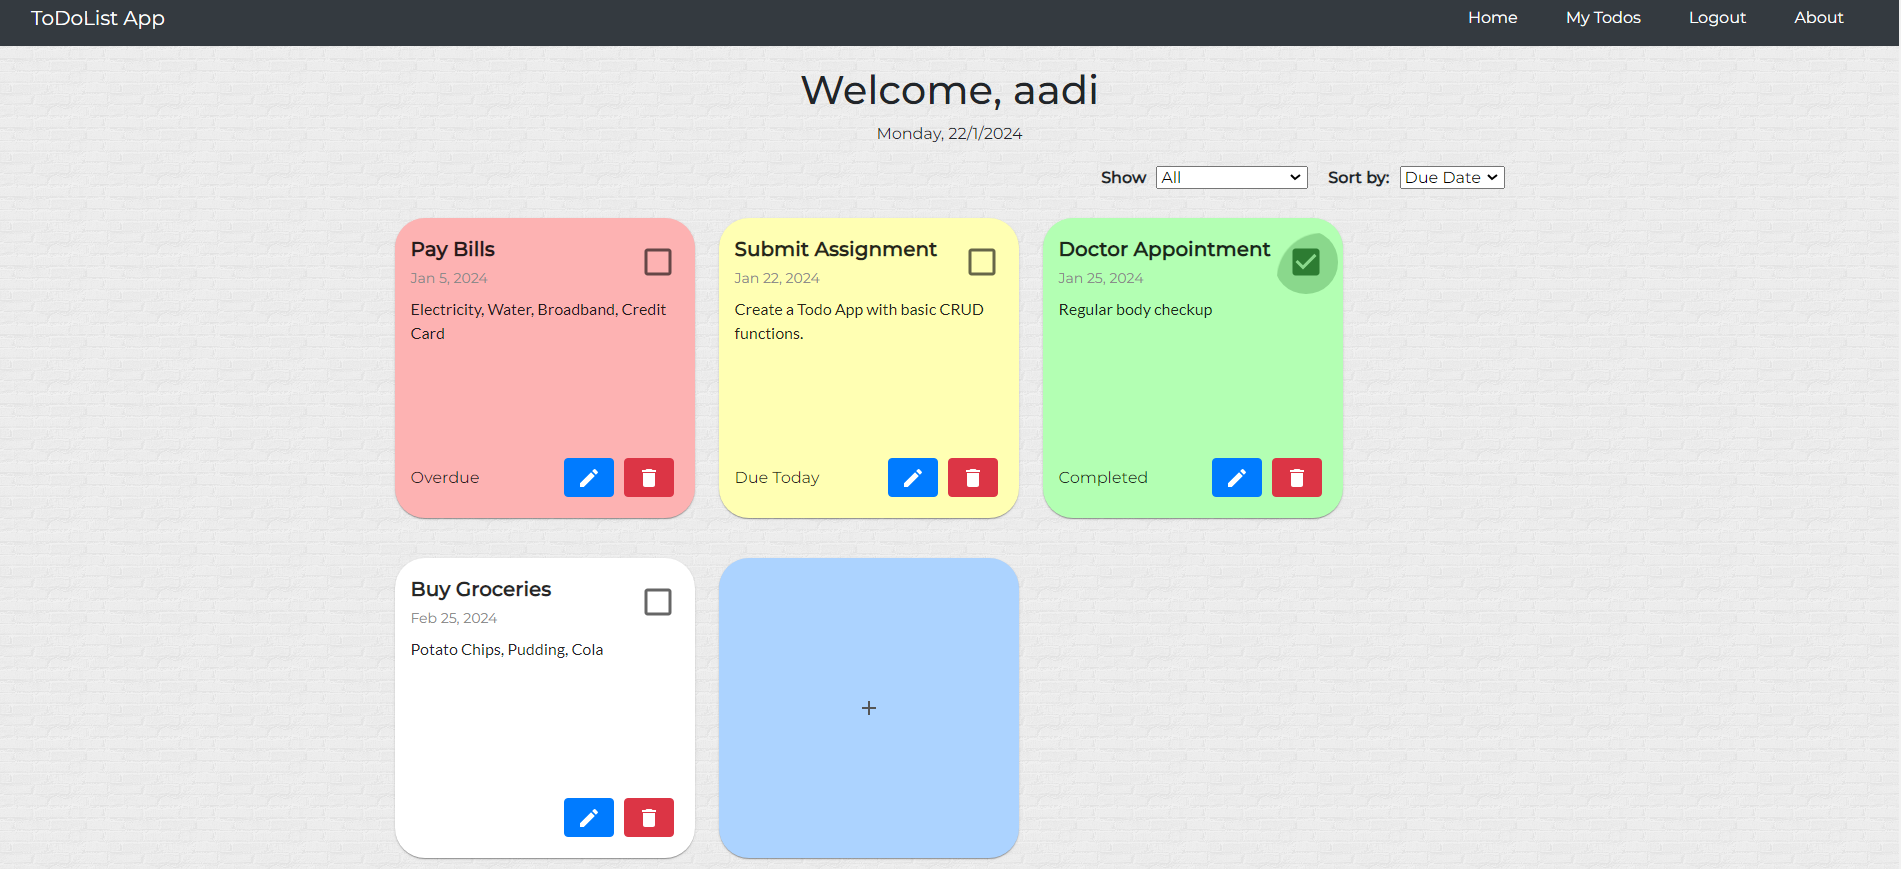 ToDoList App
Home
My Todos
Logout
About
Welcome, aadi
Monday, 22/1/2024
Show All Sort by: Due Date
Pay Bills
Jan 5, 2024
Electricity, Water, Broadband, Credit
Card
Overdue
Submit Assignment
Jan 22, 2024
Create a Todo App with basic CRUD
functions.
Due Today
Doctor Appointment
Jan 25, 2024
Regular body checkup
Completed
Buy Groceries
Feb 25, 2024
Potato Chips, Pudding, Cola
+